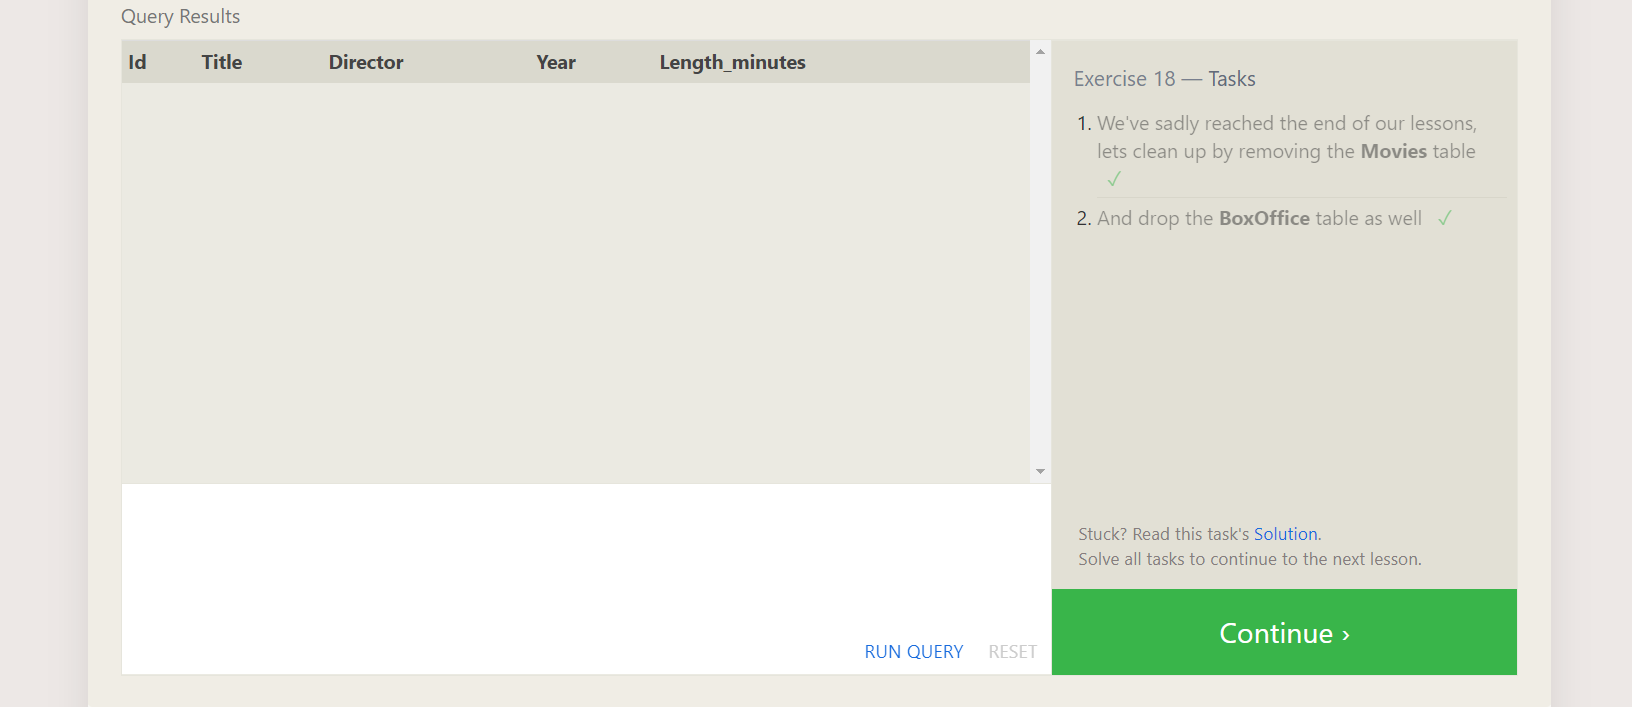 Query Results
Id Title Director Year Length_minutes
Exercise 18 — Tasks
1. We've sadly reached the end of our lessons,
lets clean up by removing the Movies table
✓
2. And drop the BoxOffice table as well ✓
Stuck? Read this task's Solution.
Solve all tasks to continue to the next lesson.
RUN QUERY RESET
Continue ›